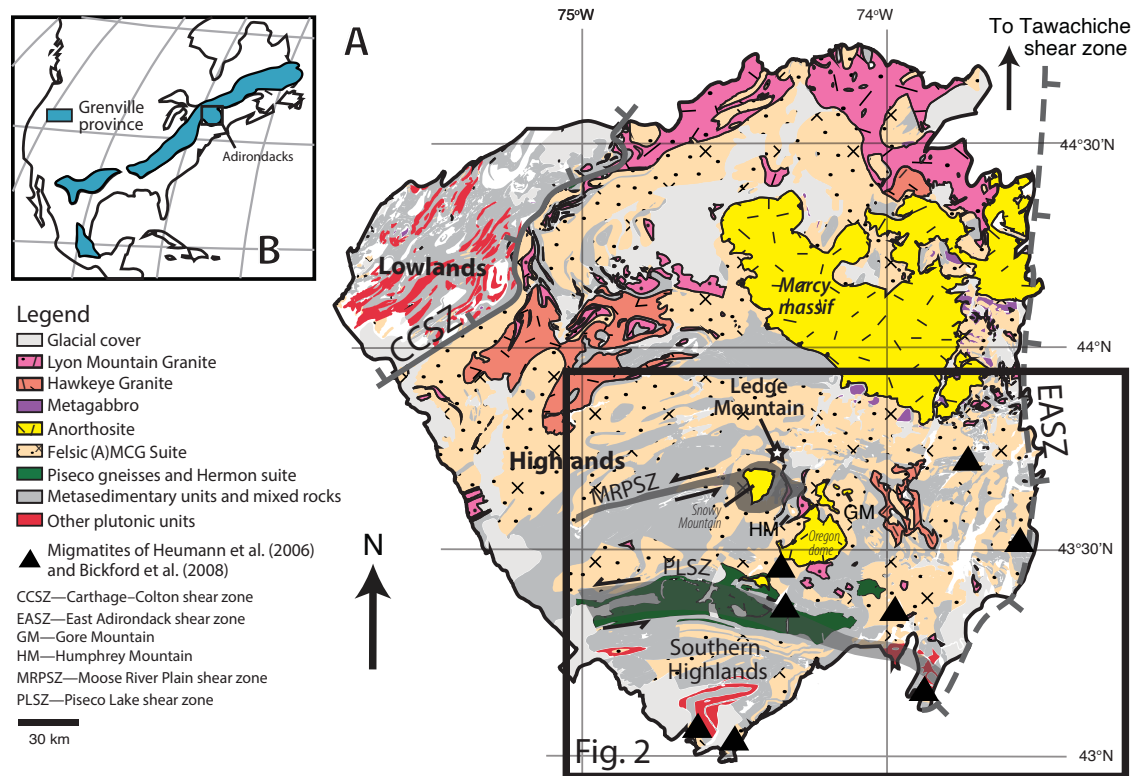 75°W
74°W
A
To Tawachiche
shear zone
Grenville
province
Adirondacks
B
44°30'N
Lowlands
Marcy
massif
CCSZ
44°N
Legend
Glacial cover
Lyon Mountain Granite
Hawkeye Granite
Metagabbro
Anorthosite
Felsic (A)MCG Suite
Piseco gneisses and Hermon suite
Metasedimentary units and mixed rocks
Other plutonic units
Migmatites of Heumann et al. (2006)
and Bickford et al. (2008)
CCSZ—Carthage–Colton shear zone
EASZ—East Adirondack shear zone
GM—Gore Mountain
HM—Humphrey Mountain
MRPSZ—Moose River Plain shear zone
PLSZ—Piseco Lake shear zone
30 km
N
Ledge
Mountain
EASZ
Highlands
MRPSZ
Snowy
Mountain
HM
GM
Oregon
dome
43°30'N
PLSZ
Southern
Highlands
Fig. 2
43°N